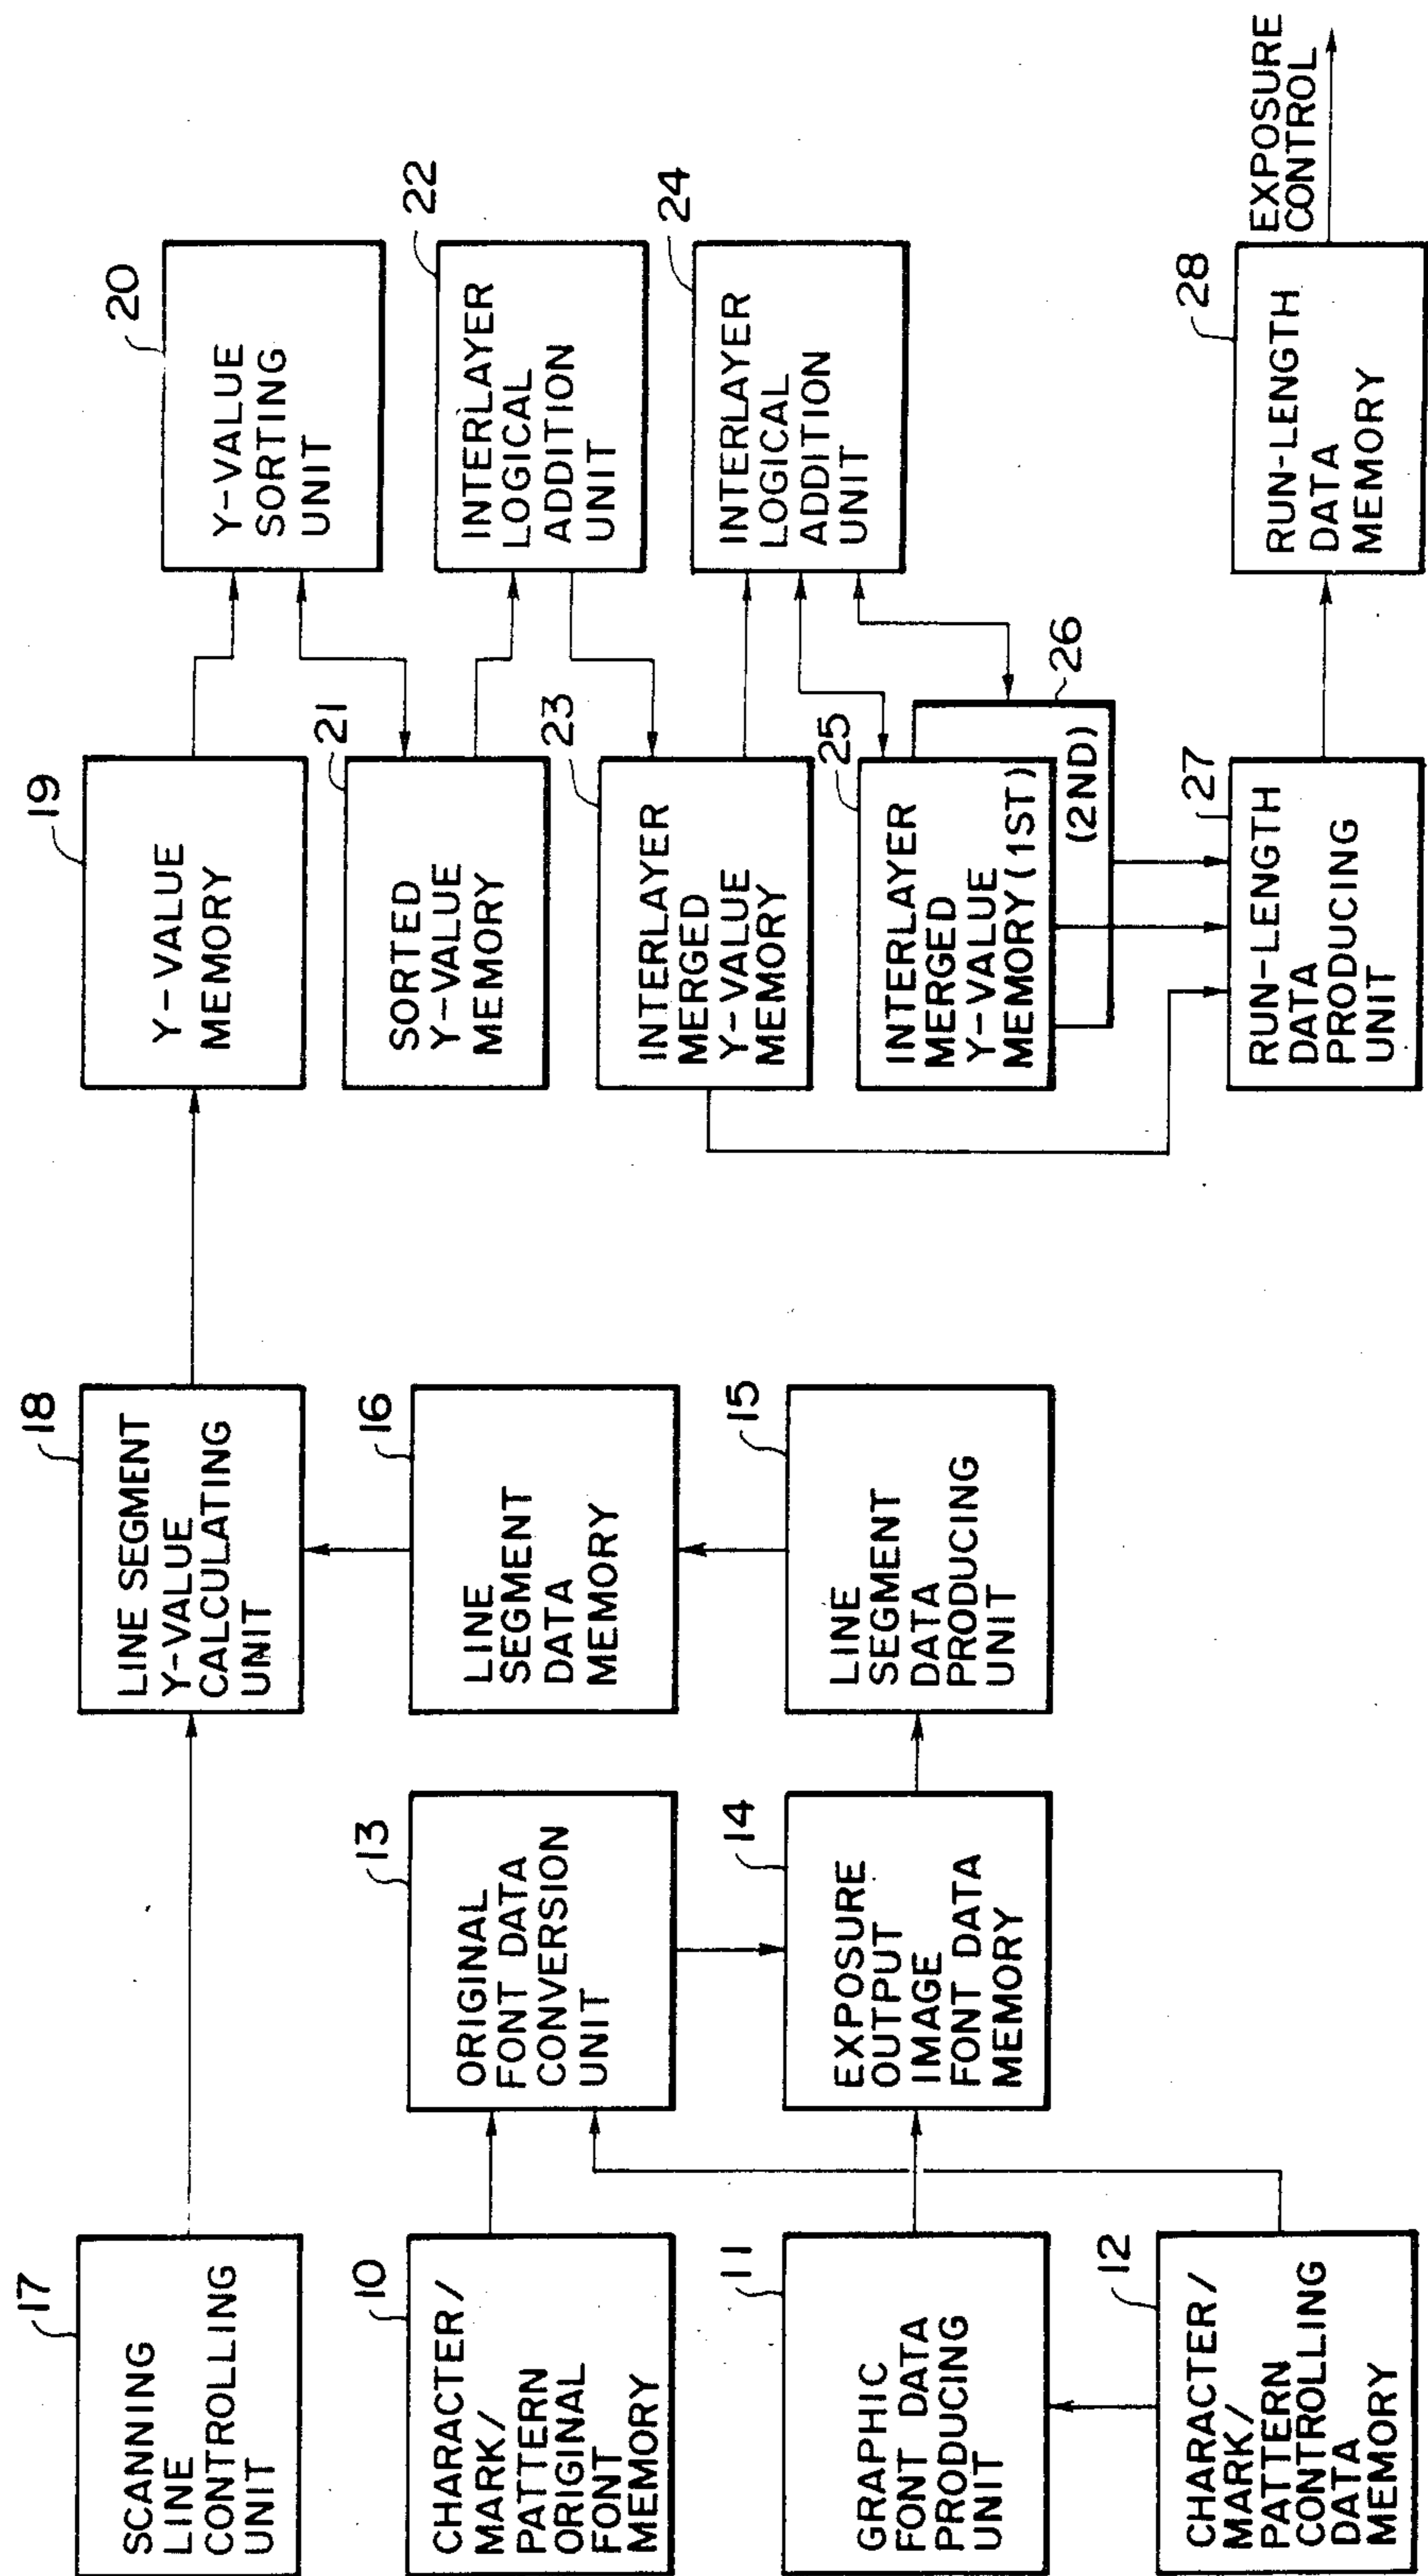 17
SCANNING
LINE
CONTROLLING
UNIT
10
CHARACTER/
MARK/
PATTERN
ORIGINAL
FONT
MEMORY
11
GRAPHIC
FONT DATA
PRODUCING
UNIT
12
CHARACTER/
MARK/
PATTERN
CONTROLLING
DATA
MEMORY
13
ORIGINAL
FONT DATA
CONVERSION
UNIT
14
EXPOSURE
OUTPUT
IMAGE
FONT DATA
MEMORY
18
LINE SEGMENT
Y-VALUE
CALCULATING
UNIT
16
LINE
SEGMENT
DATA
MEMORY
15
LINE
SEGMENT
DATA
PRODUCING
UNIT
19
Y-VALUE
MEMORY
21
SORTED
Y-VALUE
MEMORY
23
INTERLAYER
MERGED
Y-VALUE
MEMORY
25
INTERLAYER
MERGED
Y-VALUE
MEMORY (1ST)
(2ND)
26
27
RUN-LENGTH
DATA
PRODUCING
UNIT
20
Y-VALUE
SORTING
UNIT
22
INTERLAYER
LOGICAL
ADDITION
UNIT
24
INTERLAYER
LOGICAL
ADDITION
UNIT
28
RUN-LENGTH
DATA
MEMORY
EXPOSURE
CONTROL